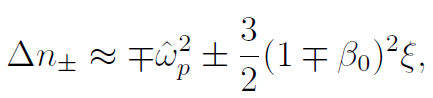 Δn± ≈ ∓ω̂ₚ² ± 3/2 (1 ∓ β₀)²ξ,